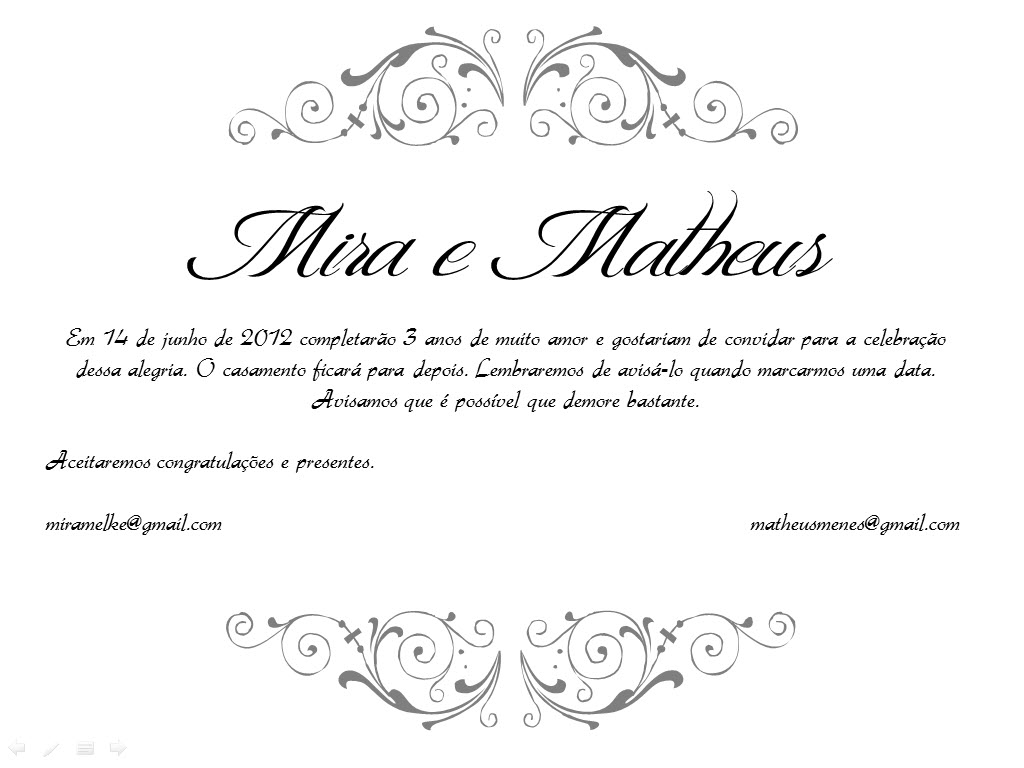 Mira e Matheus
Em 14 de junho de 2012 completarão 3 anos de muito amor e gostariam de convidar para a celebração
dessa alegria. O casamento ficará para depois. Lembraremos de avisá-lo quando marcarmos uma data.
Avisamos que é possível que demore bastante.
Aceitaremos congratulações e presentes.
miramelke@gmail.com matheusmenes@gmail.com